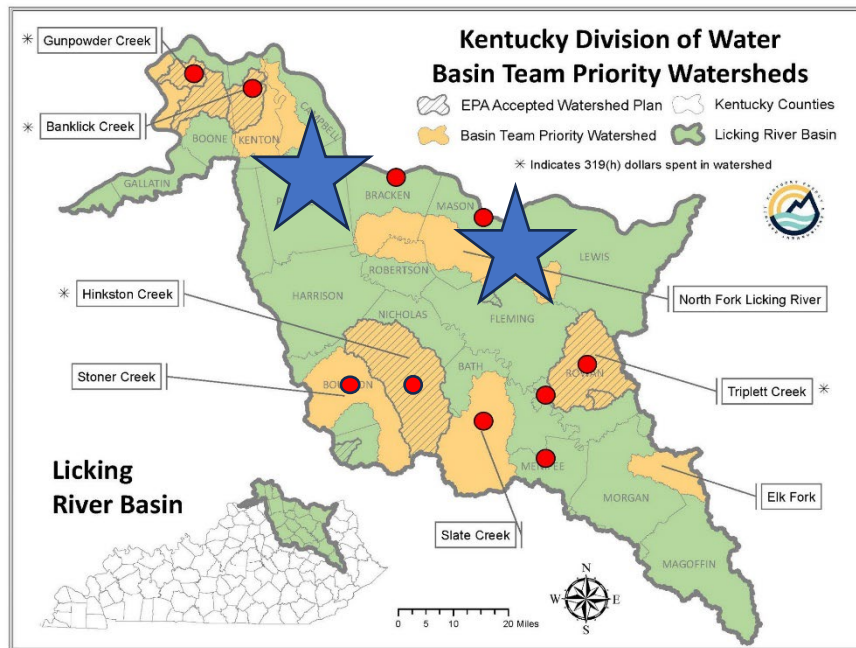 Kentucky Division of Water
Basin Team Priority Watersheds
EPA Accepted Watershed Plan
Kentucky Counties
Basin Team Priority Watershed
Licking River Basin
✳ Indicates 319(h) dollars spent in watershed
✳ Gunpowder Creek
✳ Banklick Creek
CAMPBELL
BOONE
KENTON
GALLATIN
BRACKEN
MASON
LEWIS
ROBERTSON
HARRISON
North Fork Licking River
✳ Hinkston Creek
NICHOLAS
FLEMING
Stoner Creek
BATH
ROWAN
Triplett Creek ✳
Licking
River Basin
MORGAN
Elk Fork
Slate Creek
MAGOFFIN
N
W E
S
0 5 10 20 Miles